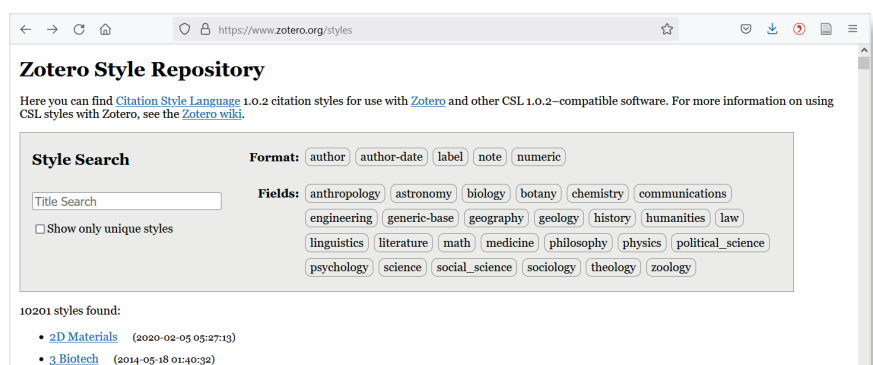 https://www.zotero.org/styles
Zotero Style Repository
Here you can find Citation Style Language 1.0.2 citation styles for use with Zotero and other CSL 1.0.2–compatible software. For more information on using
CSL styles with Zotero, see the Zotero wiki.
Style Search
Title Search
Show only unique styles
Format: author author-date label note numeric
Fields: anthropology astronomy biology botany chemistry communications
engineering generic-base geography geology history humanities law
linguistics literature math medicine philosophy physics political_science
psychology science social_science sociology theology zoology
10201 styles found:
2D Materials (2020-02-05 05:27:13)
3 Biotech (2014-05-18 01:40:32)